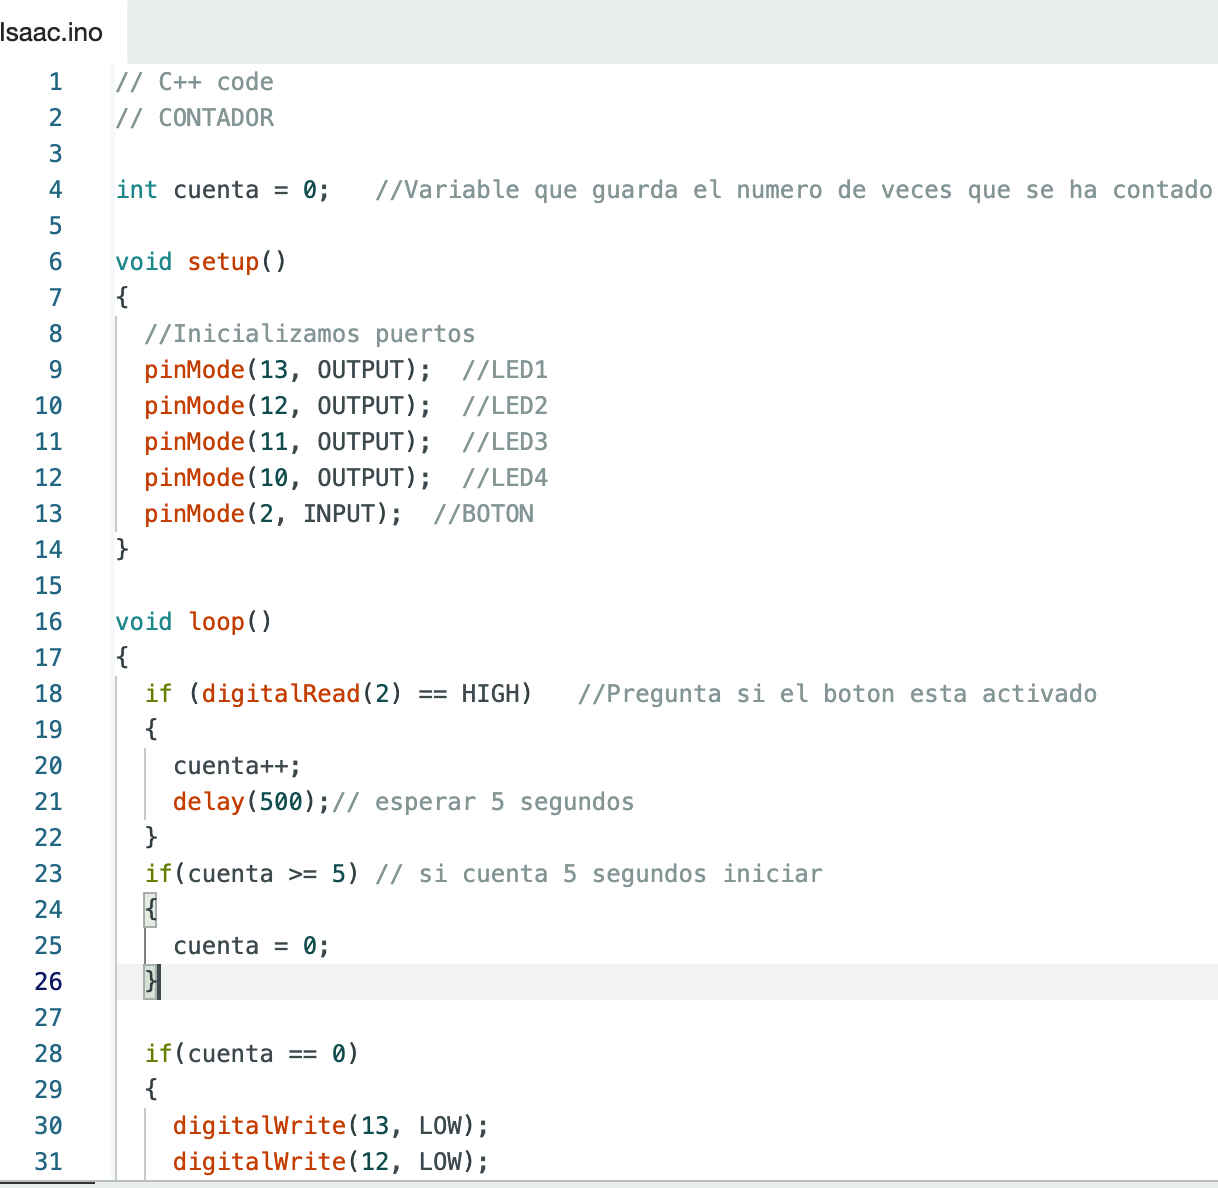 Isaac.ino
1 // C++ code
2 // CONTADOR
3
4 int cuenta = 0;   //Variable que guarda el numero de veces que se ha contado
5
6 void setup()
7 {
8   //Inicializamos puertos
9   pinMode(13, OUTPUT);  //LED1
10   pinMode(12, OUTPUT);  //LED2
11   pinMode(11, OUTPUT);  //LED3
12   pinMode(10, OUTPUT);  //LED4
13   pinMode(2, INPUT);  //BOTON
14 }
15
16 void loop()
17 {
18   if (digitalRead(2) == HIGH)   //Pregunta si el boton esta activado
19   {
20     cuenta++;
21     delay(500);// esperar 5 segundos
22   }
23   if(cuenta >= 5) // si cuenta 5 segundos iniciar
24   {
25     cuenta = 0;
26   }
27
28   if(cuenta == 0)
29   {
30     digitalWrite(13, LOW);
31     digitalWrite(12, LOW);